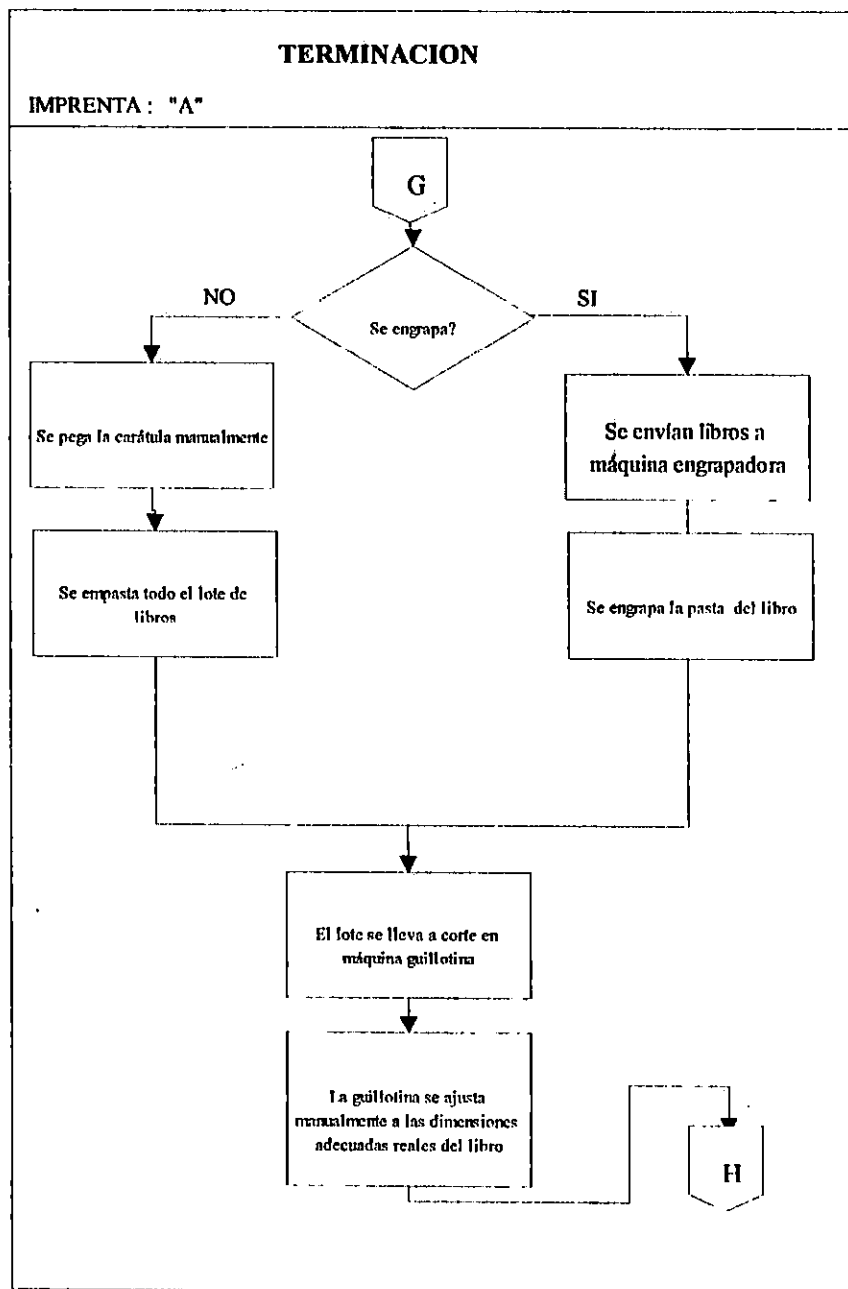 TERMINACION
IMPRENTA : "A"
G
NO
SI
Se engrapa?
Se pega la carátula manualmente
Se envían libros a
máquina engrapadora
Se empasta todo el lote de
libros
Se engrapa la pasta del libro
El lote se lleva a corte en
máquina guillotina
La guillotina se ajusta
manualmente a las dimensiones
adecuadas reales del libro
H